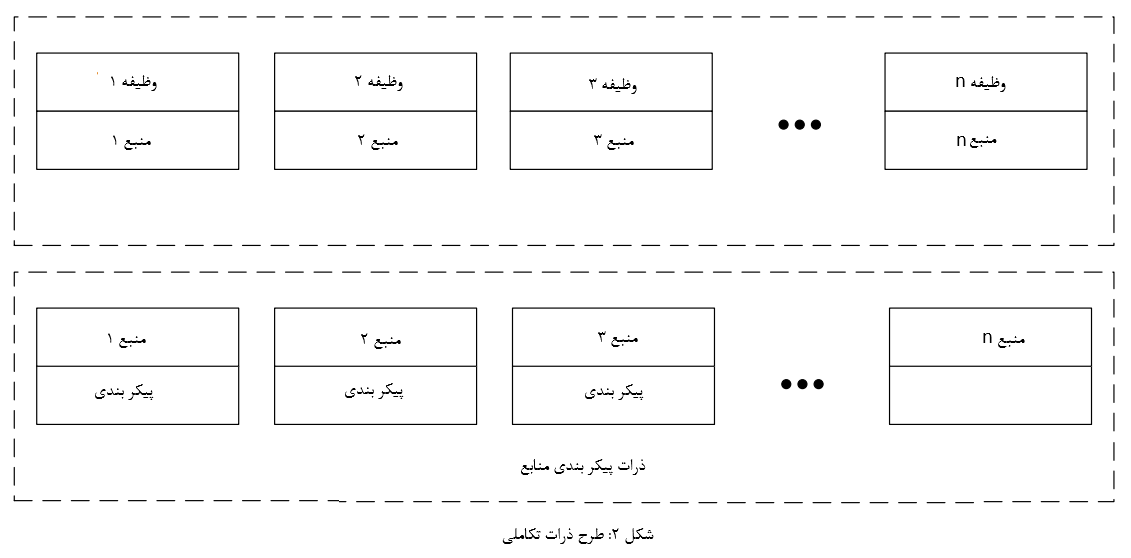 وظیفه ۱
وظیفه ۲
وظیفه ۳
وظیفه n
منبع ۱
منبع ۲
منبع ۳
منبع n
منبع ۱
منبع ۲
منبع ۳
منبع n
پیکر بندی
پیکر بندی
پیکر بندی
ذرات پیکر بندی منابع
شکل ۲: طرح ذرات تکاملی